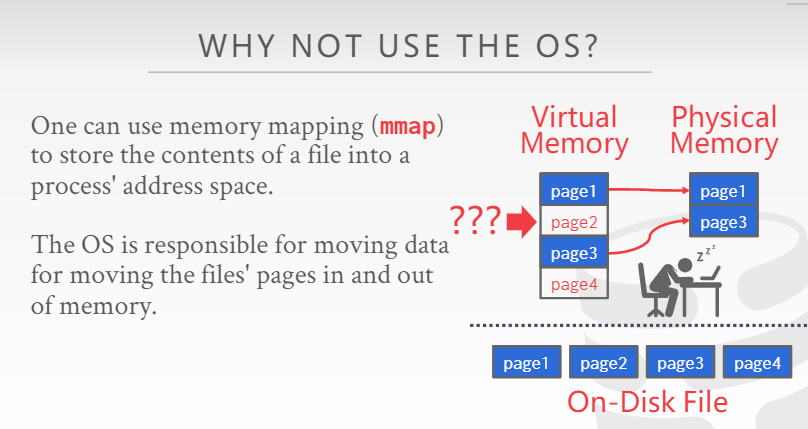 WHY NOT USE THE OS?
One can use memory mapping (mmap)
to store the contents of a file into a
process' address space.
The OS is responsible for moving data
for moving the files' pages in and out
of memory.
Virtual
Memory
Physical
Memory
page1
page2
page3
page4
???
page1
page3
z z z
page1 page2 page3 page4
On-Disk File